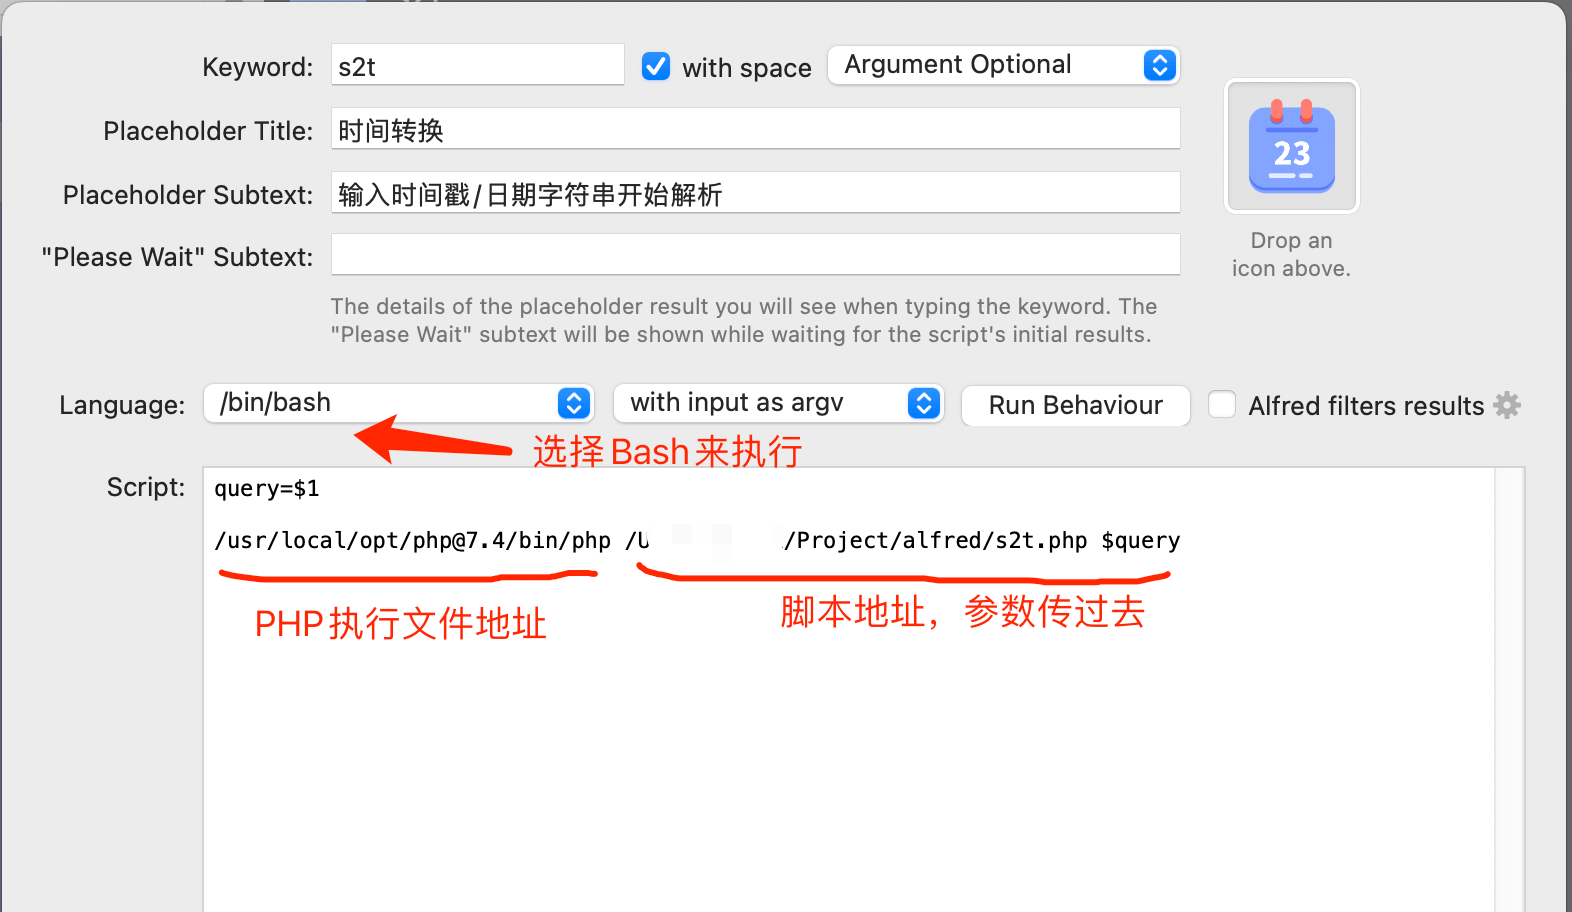 Keyword: s2t with space Argument Optional
Placeholder Title: 时间转换
23
Placeholder Subtext: 输入时间戳/日期字符串开始解析
"Please Wait" Subtext:
Drop an
icon above.
The details of the placeholder result you will see when typing the keyword. The
"Please Wait" subtext will be shown while waiting for the script's initial results.
Language: /bin/bash with input as argv Run Behaviour Alfred filters results
选择Bash来执行
Script: query=$1
/usr/local/opt/php@7.4/bin/php /U /Project/alfred/s2t.php $query
PHP执行文件地址
脚本地址，参数传过去